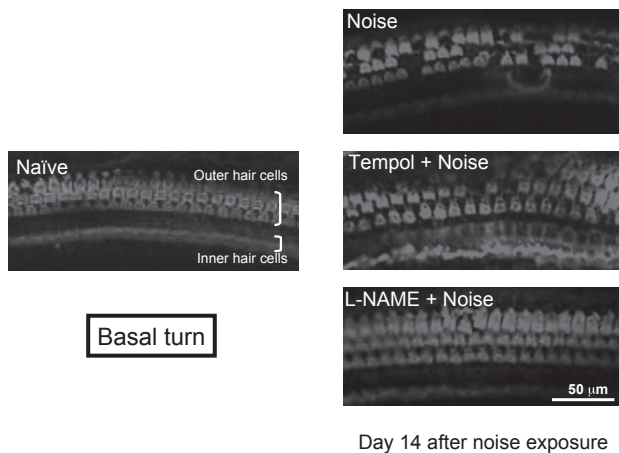 Noise
Naïve
Outer hair cells
Inner hair cells
Tempol + Noise
L-NAME + Noise
50 μm
Basal turn
Day 14 after noise exposure